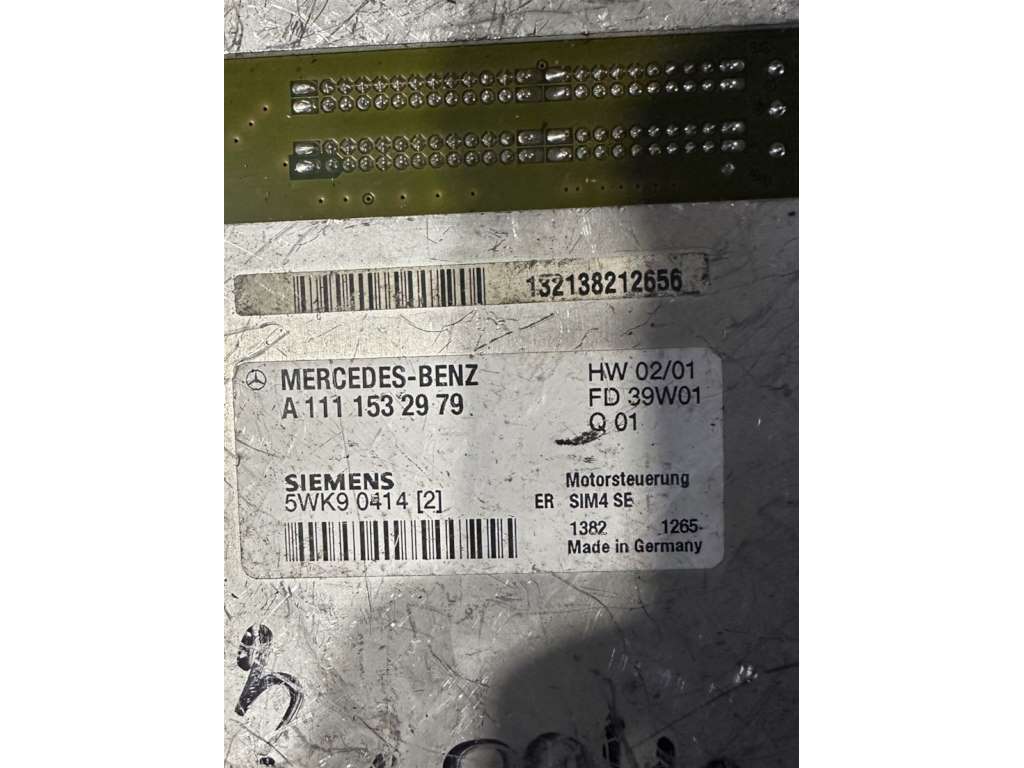 132138212656
MERCEDES-BENZ HW 02/01
A 111 153 29 79 FD 39W01
Q 01
SIEMENS Motorsteuerung
5WK9 0414 [2] ER SIM4 SE
1382 1265
Made in Germany